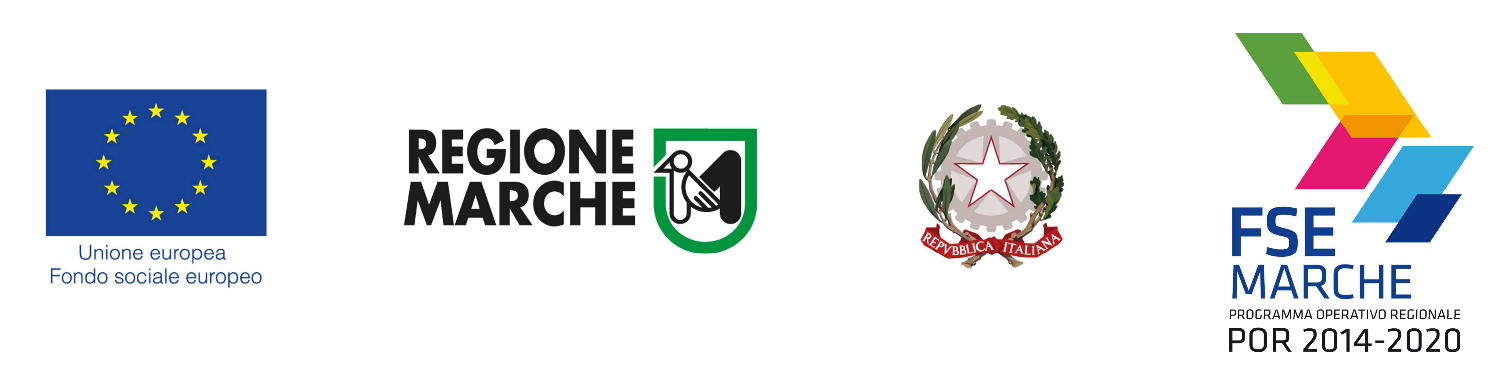 Unione europea
Fondo sociale europeo
REGIONE
MARCHE
REPVBBLICA ITALIANA
FSE
MARCHE
PROGRAMMA OPERATIVO REGIONALE
POR 2014-2020